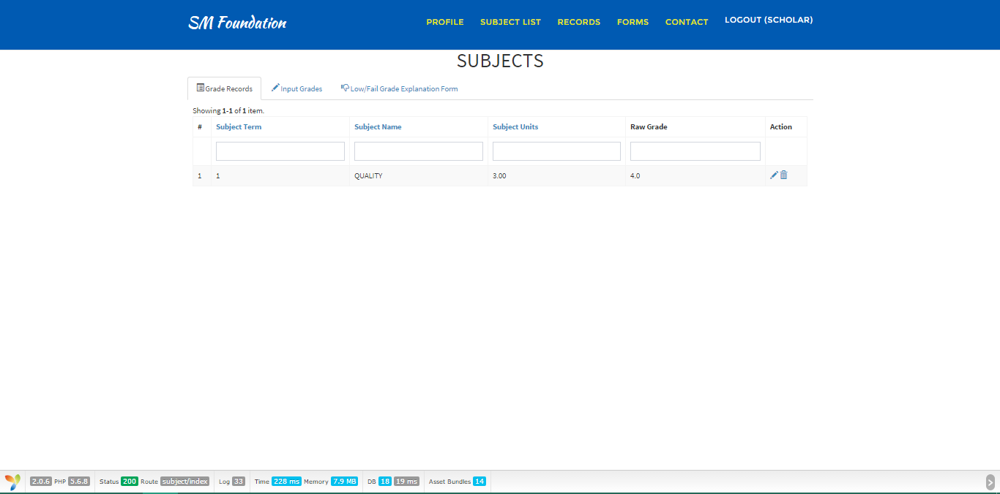 SM Foundation PROFILE SUBJECT LIST RECORDS FORMS CONTACT LOGOUT (SCHOLAR)
SUBJECTS
Grade Records Input Grades Low/Fail Grade Explanation Form
Showing 1-1 of 1 item.
# Subject Term Subject Name Subject Units Raw Grade Action
1 1 QUALITY 3.00 4.0
2.0.6 PHP 5.6.8 Status 200 Route subject/index Log 33 Time 228 ms Memory 7.9 MB DB 18 19 ms Asset Bundles 14